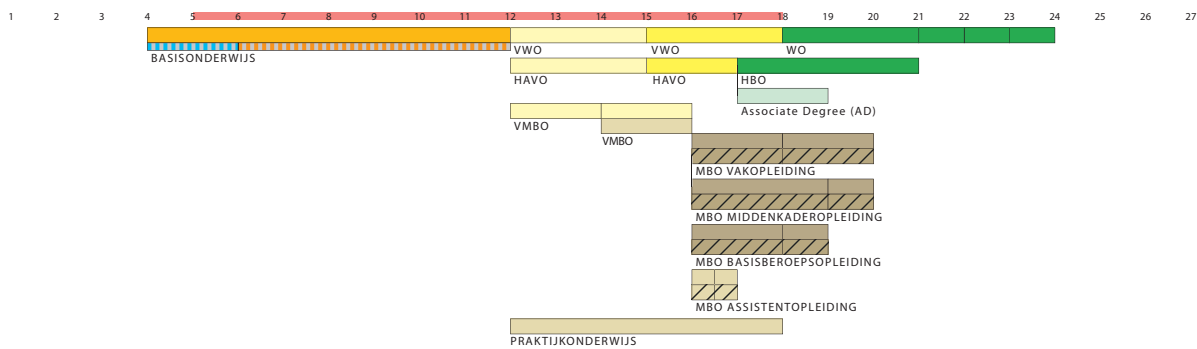 1 2 3 4 5 6 7 8 9 10 11 12 13 14 15 16 17 18 19 20 21 22 23 24 25 26 27
VWO VWO WO
BASISONDERWIJS
HAVO HAVO HBO
Associate Degree (AD)
VMBO
VMBO
MBO VAKOPLEIDING
MBO MIDDENKADEROPLEIDING
MBO BASISBEROEPSOPLEIDING
MBO ASSISTENTOPLEIDING
PRAKTIJKONDERWIJS